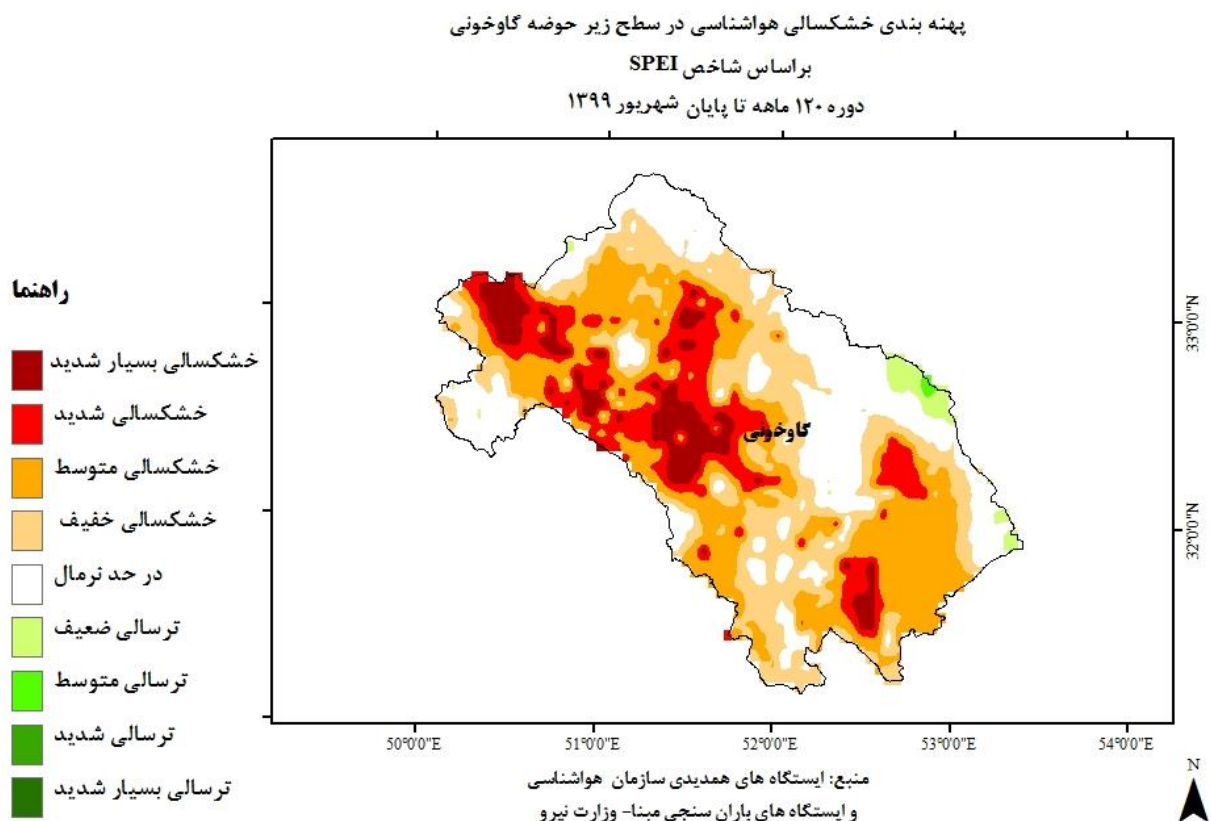 پهنه بندی خشکسالی هواشناسی در سطح زیر حوضه گاوخونی
براساس شاخص SPEI
دوره ۱۲۰ ماهه تا پایان شهریور ۱۳۹۹
راهنما
خشکسالی بسیار شدید
خشکسالی شدید
خشکسالی متوسط
خشکسالی خفیف
در حد نرمال
ترسالی ضعیف
ترسالی متوسط
ترسالی شدید
ترسالی بسیار شدید
گاوخونی
33°0'0"N
32°0'0"N
50°0'0"E 51°0'0"E 52°0'0"E 53°0'0"E 54°0'0"E
منبع: ایستگاه های همدیدی سازمان هواشناسی
و ایستگاه های باران سنجی مبنا- وزارت نیرو
N